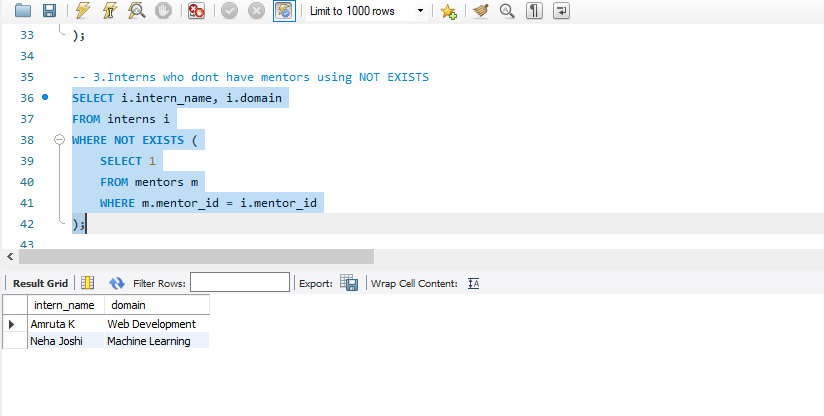 Limit to 1000 rows
33 );
34
35 -- 3.Interns who dont have mentors using NOT EXISTS
36 SELECT i.intern_name, i.domain
37 FROM interns i
38 WHERE NOT EXISTS (
39 SELECT 1
40 FROM mentors m
41 WHERE m.mentor_id = i.mentor_id
42 );
43
Result Grid Filter Rows: Export: Wrap Cell Content:
intern_name domain
Amruta K Web Development
Neha Joshi Machine Learning